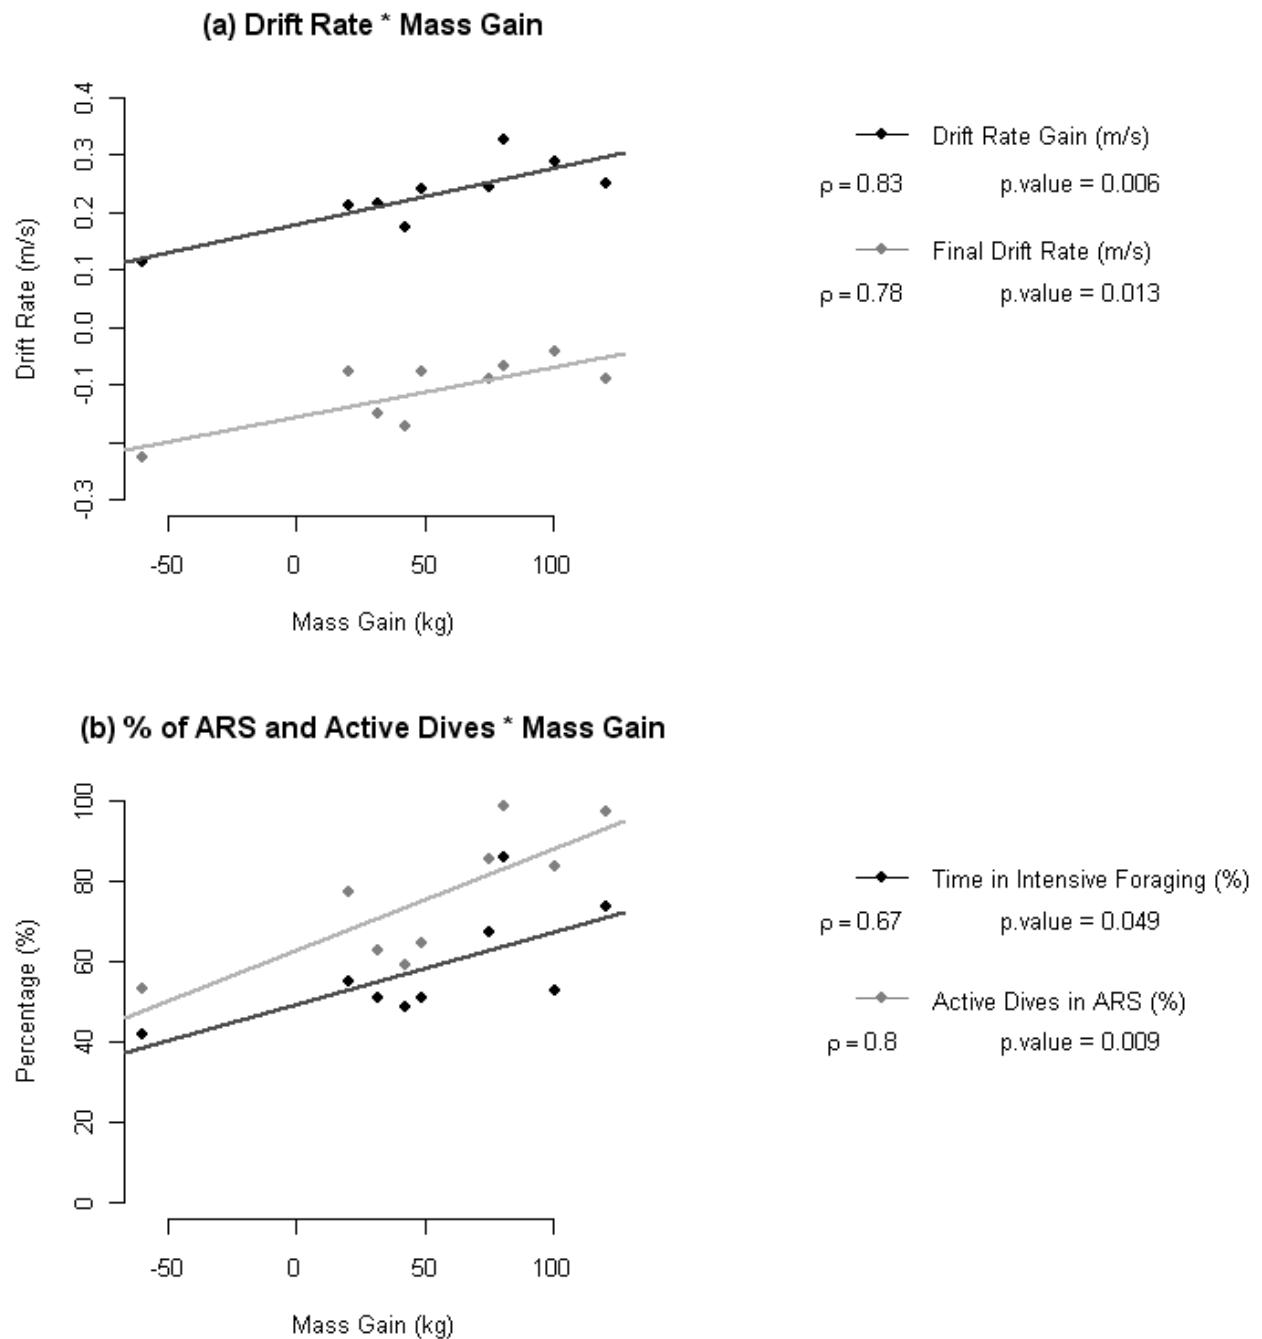 (a) Drift Rate * Mass Gain
0.4
0.3
0.2
0.1
0.0
-0.1
-0.3
Drift Rate (m/s)
-50 0 50 100
Mass Gain (kg)
Drift Rate Gain (m/s)
ρ = 0.83 p.value = 0.006
Final Drift Rate (m/s)
ρ = 0.78 p.value = 0.013
(b) % of ARS and Active Dives * Mass Gain
100
80
60
40
20
0
Percentage (%)
-50 0 50 100
Mass Gain (kg)
Time in Intensive Foraging (%)
ρ = 0.67 p.value = 0.049
Active Dives in ARS (%)
ρ = 0.8 p.value = 0.009